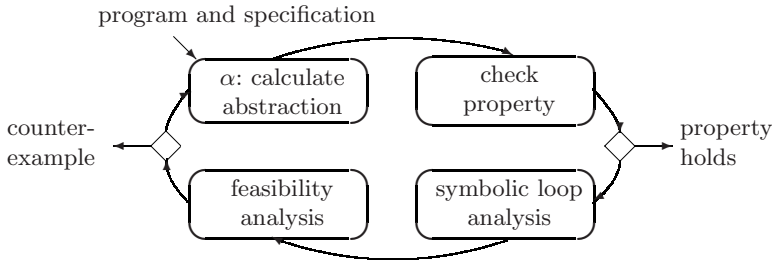 program and specification
α: calculate
abstraction
check
property
counter-
example
property
holds
feasibility
analysis
symbolic loop
analysis